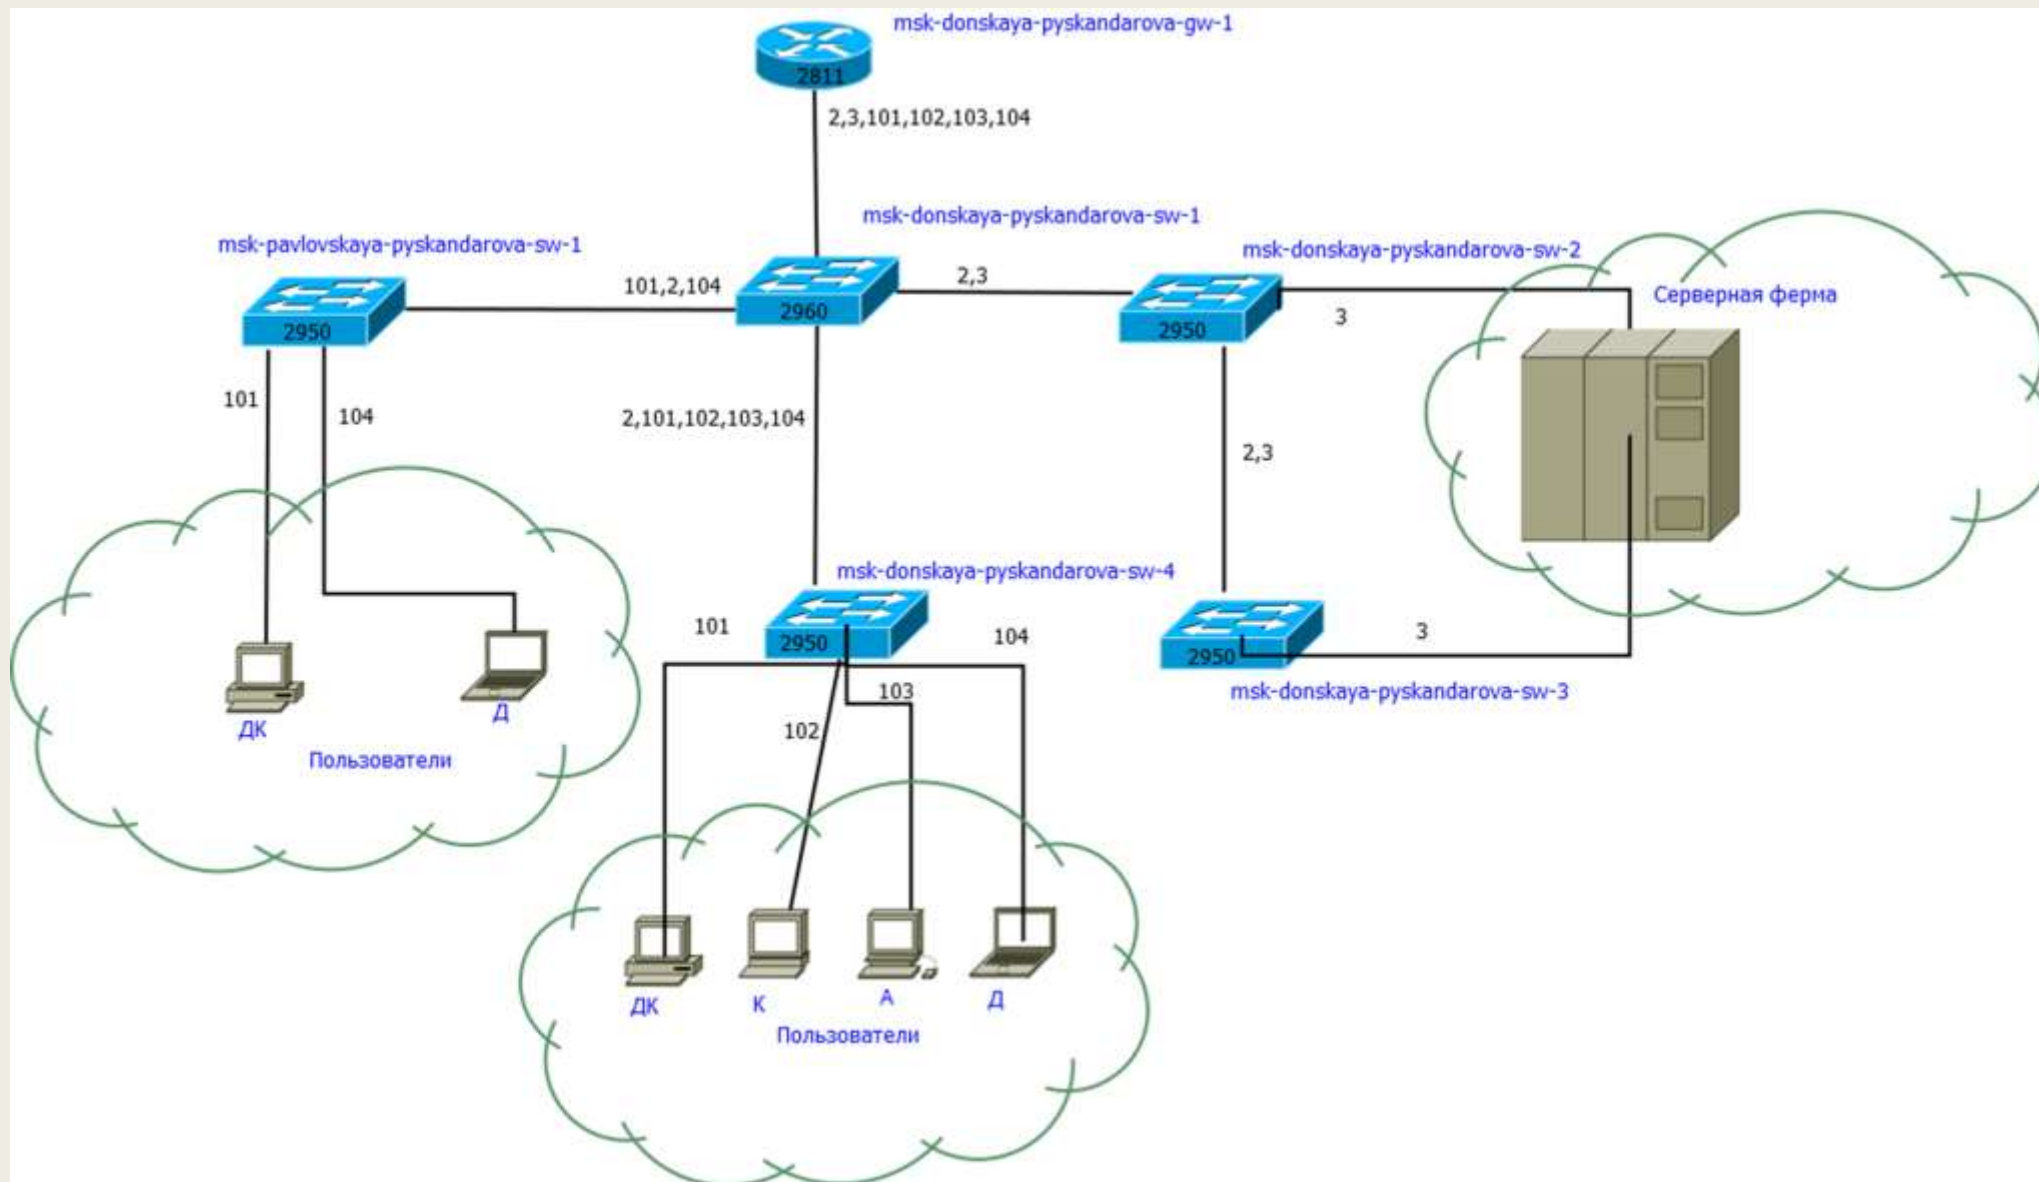 msk-donskaya-pyskandarova-gw-1
2811
2,3,101,102,103,104
msk-donskaya-pyskandarova-sw-1
msk-pavlovskaya-pyskandarova-sw-1
msk-donskaya-pyskandarova-sw-2
101,2,104
2,3
Серверная ферма
2950
2960
2950
3
101
104
2,101,102,103,104
2,3
msk-donskaya-pyskandarova-sw-4
101
2950
104
3
2950
103
msk-donskaya-pyskandarova-sw-3
102
ДК
Д
Пользователи
ДК
К
А
Д
Пользователи